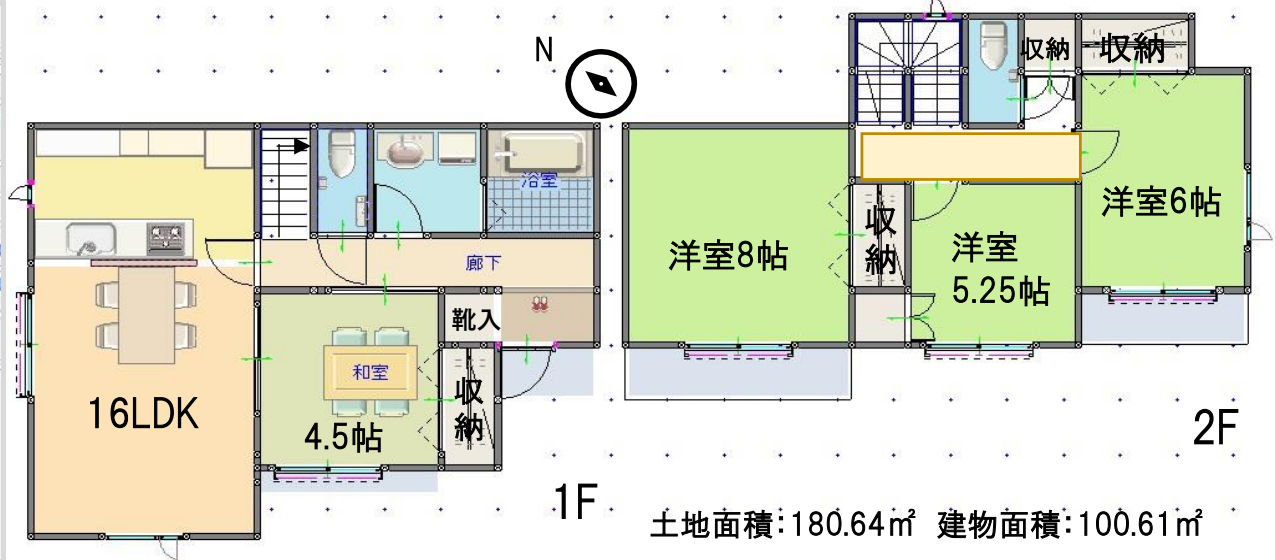 N
収納
収納
浴室
洋室6帖
収納
洋室8帖
洋室
5.25帖
廊下
靴入
和室
収納
16LDK
4.5帖
2F
1F
土地面積:180.64㎡ 建物面積:100.61㎡